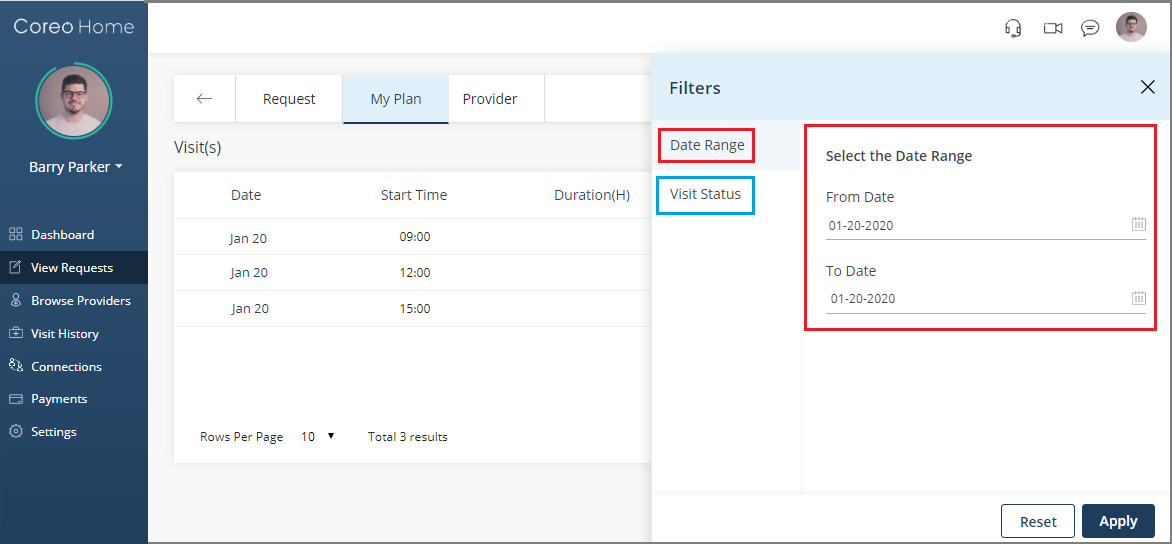 Coreo Home
Barry Parker
Dashboard
View Requests
Browse Providers
Visit History
Connections
Payments
Settings
Request
My Plan
Provider
Visit(s)
Date Start Time Duration(H)
Jan 20 09:00
Jan 20 12:00
Jan 20 15:00
Rows Per Page 10 Total 3 results
Filters
Date Range
Visit Status
Select the Date Range
From Date
01-20-2020
To Date
01-20-2020
Reset
Apply